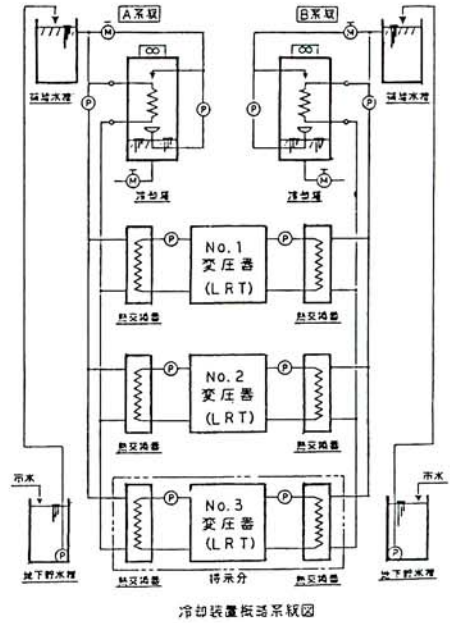 A系統
B系統
M
M
補給水槽
補給水槽
P
P
P
P
M
M
冷却塔
冷却塔
No.1
変圧器
(LRT)
P
P
熱交換器
熱交換器
No.2
変圧器
(LRT)
P
P
熱交換器
熱交換器
市水
市水
No.3
変圧器
(LRT)
P
P
P
P
地下貯水槽
熱交換器
将来分
熱交換器
地下貯水槽
冷却装置概略系統図